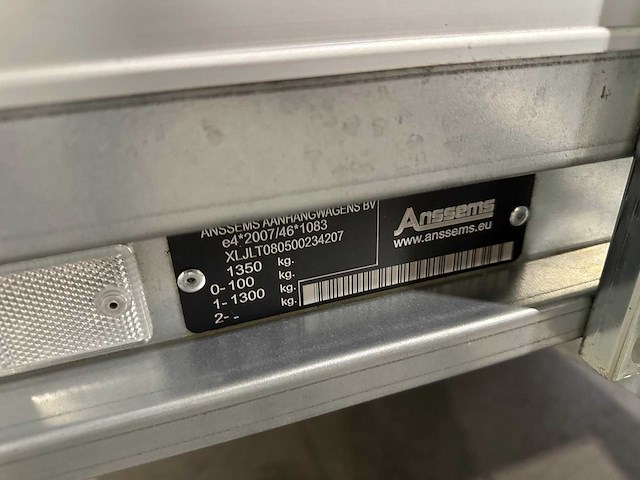 ANSSEMS AANHANGWAGENS BV
e4*2007/46*1083
XLJLT080500234207
1350 kg.
0- 100 kg.
1- 1300 kg.
2- -
Anssems
www.anssems.eu